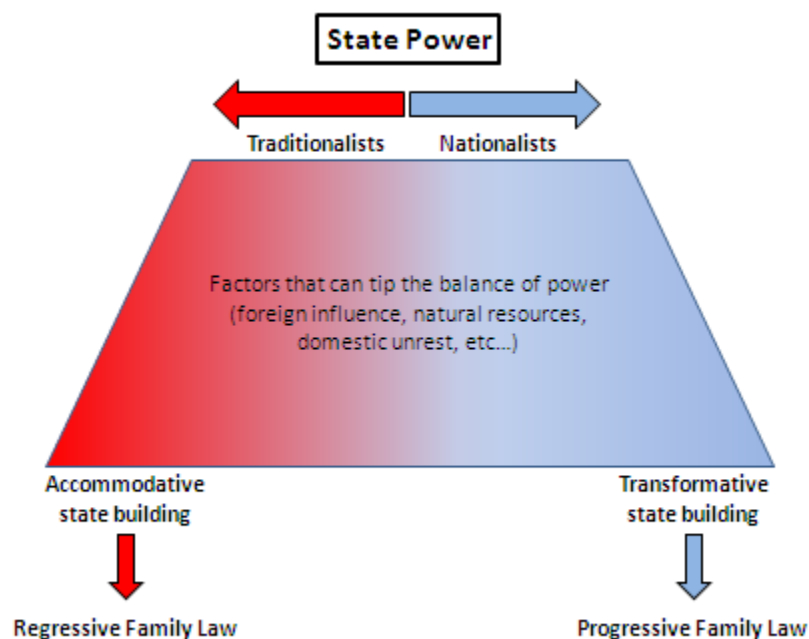 State Power
Traditionalists
Nationalists
Factors that can tip the balance of power
(foreign influence, natural resources,
domestic unrest, etc...)
Accommodative
state building
Transformative
state building
Regressive Family Law
Progressive Family Law